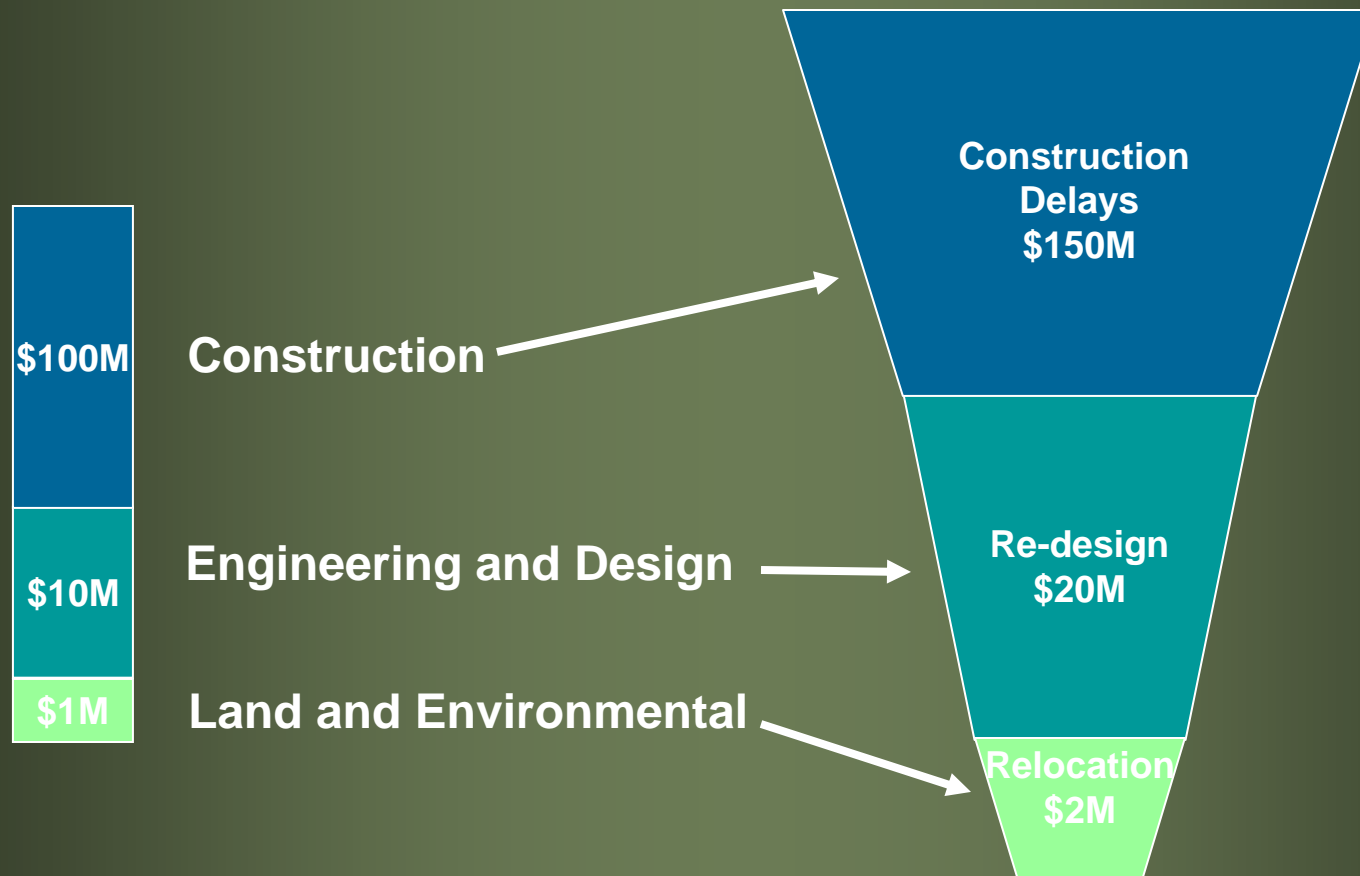 $100M
$10M
$1M
Construction
Engineering and Design
Land and Environmental
Construction
Delays
$150M
Re-design
$20M
Relocation
$2M